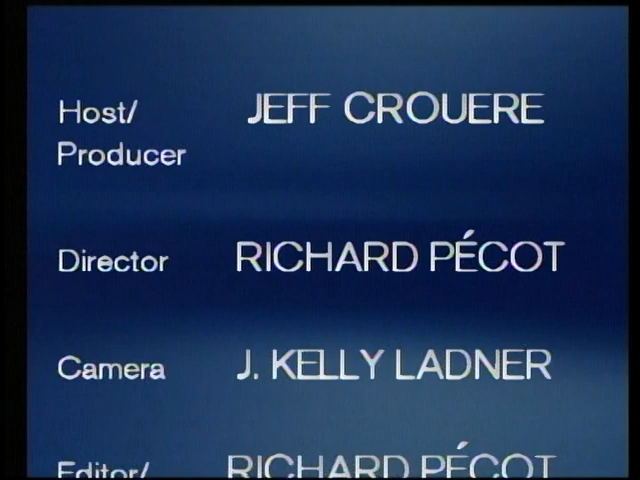 Host/ JEFF CROUERE
Producer
Director RICHARD PÉCOT
Camera J. KELLY LADNER
Editor/ RICHARD PÉCOT